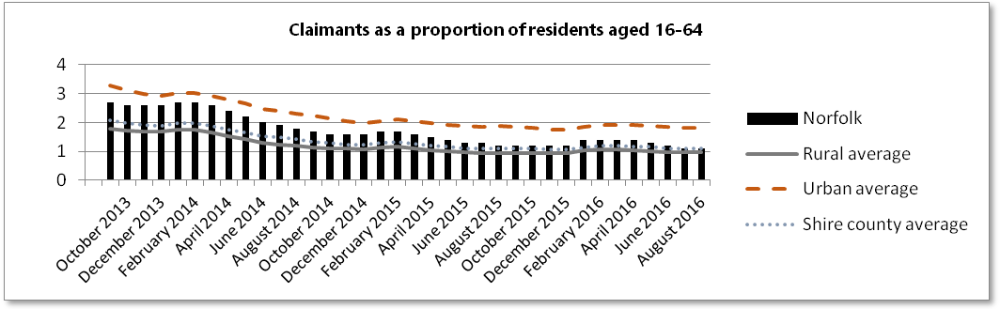 Claimants as a proportion of residents aged 16-64
4
3
2
1
0
October 2013
December 2013
February 2014
April 2014
June 2014
August 2014
October 2014
December 2014
February 2015
April 2015
June 2015
August 2015
October 2015
December 2015
February 2016
April 2016
June 2016
August 2016
Norfolk
Rural average
Urban average
Shire county average